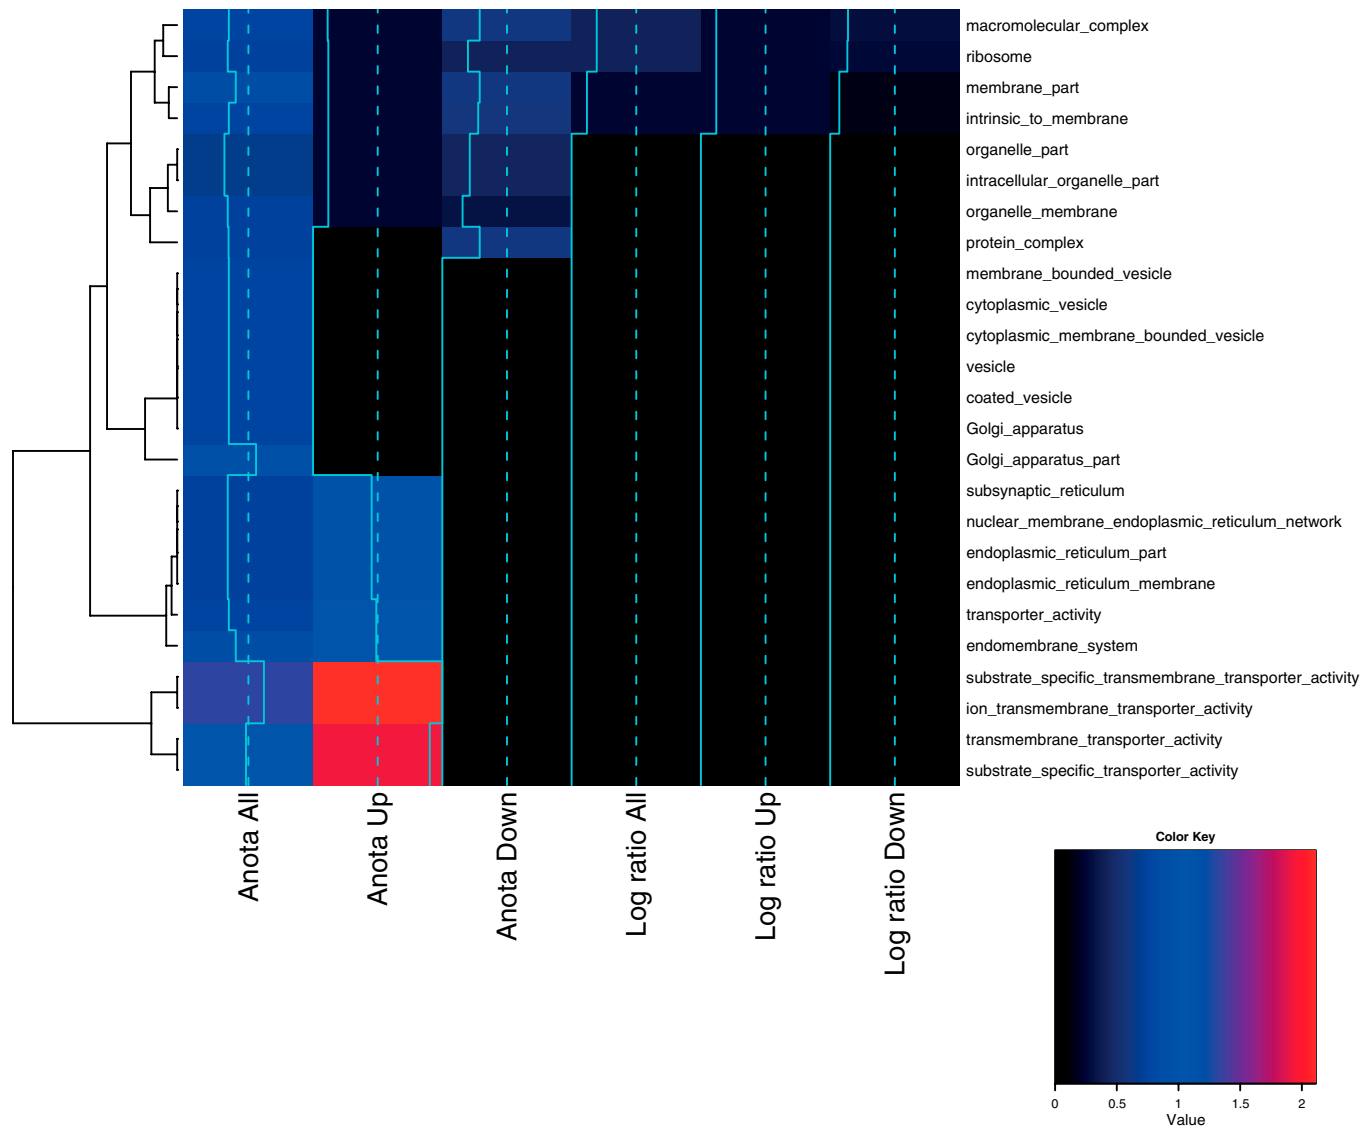 macromolecular_complex
ribosome
membrane_part
intrinsic_to_membrane
organelle_part
intracellular_organelle_part
organelle_membrane
protein_complex
membrane_bounded_vesicle
cytoplasmic_vesicle
cytoplasmic_membrane_bounded_vesicle
vesicle
coated_vesicle
Golgi_apparatus
Golgi_apparatus_part
subsynaptic_reticulum
nuclear_membrane_endoplasmic_reticulum_network
endoplasmic_reticulum_part
endoplasmic_reticulum_membrane
transporter_activity
endomembrane_system
substrate_specific_transmembrane_transporter_activity
ion_transmembrane_transporter_activity
transmembrane_transporter_activity
substrate_specific_transporter_activity
Anota All
Anota Up
Anota Down
Log ratio All
Log ratio Up
Log ratio Down
Color Key
0 0.5 1 1.5 2
Value